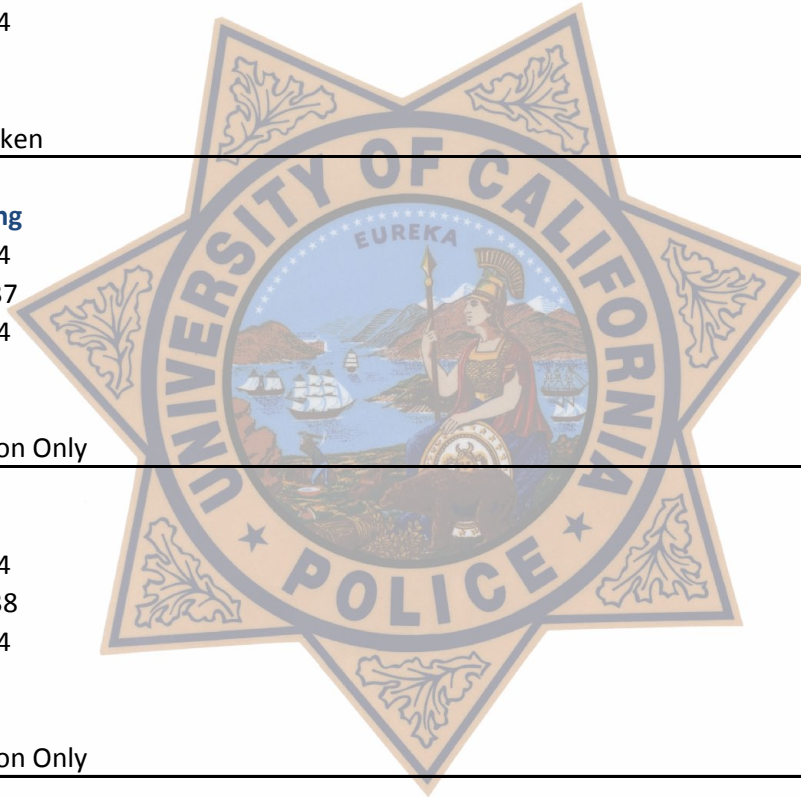 4
ken
ng
4
37
4
on Only
4
38
4
on Only
UNIVERSITY OF CALIFORNIA
EUREKA
POLICE